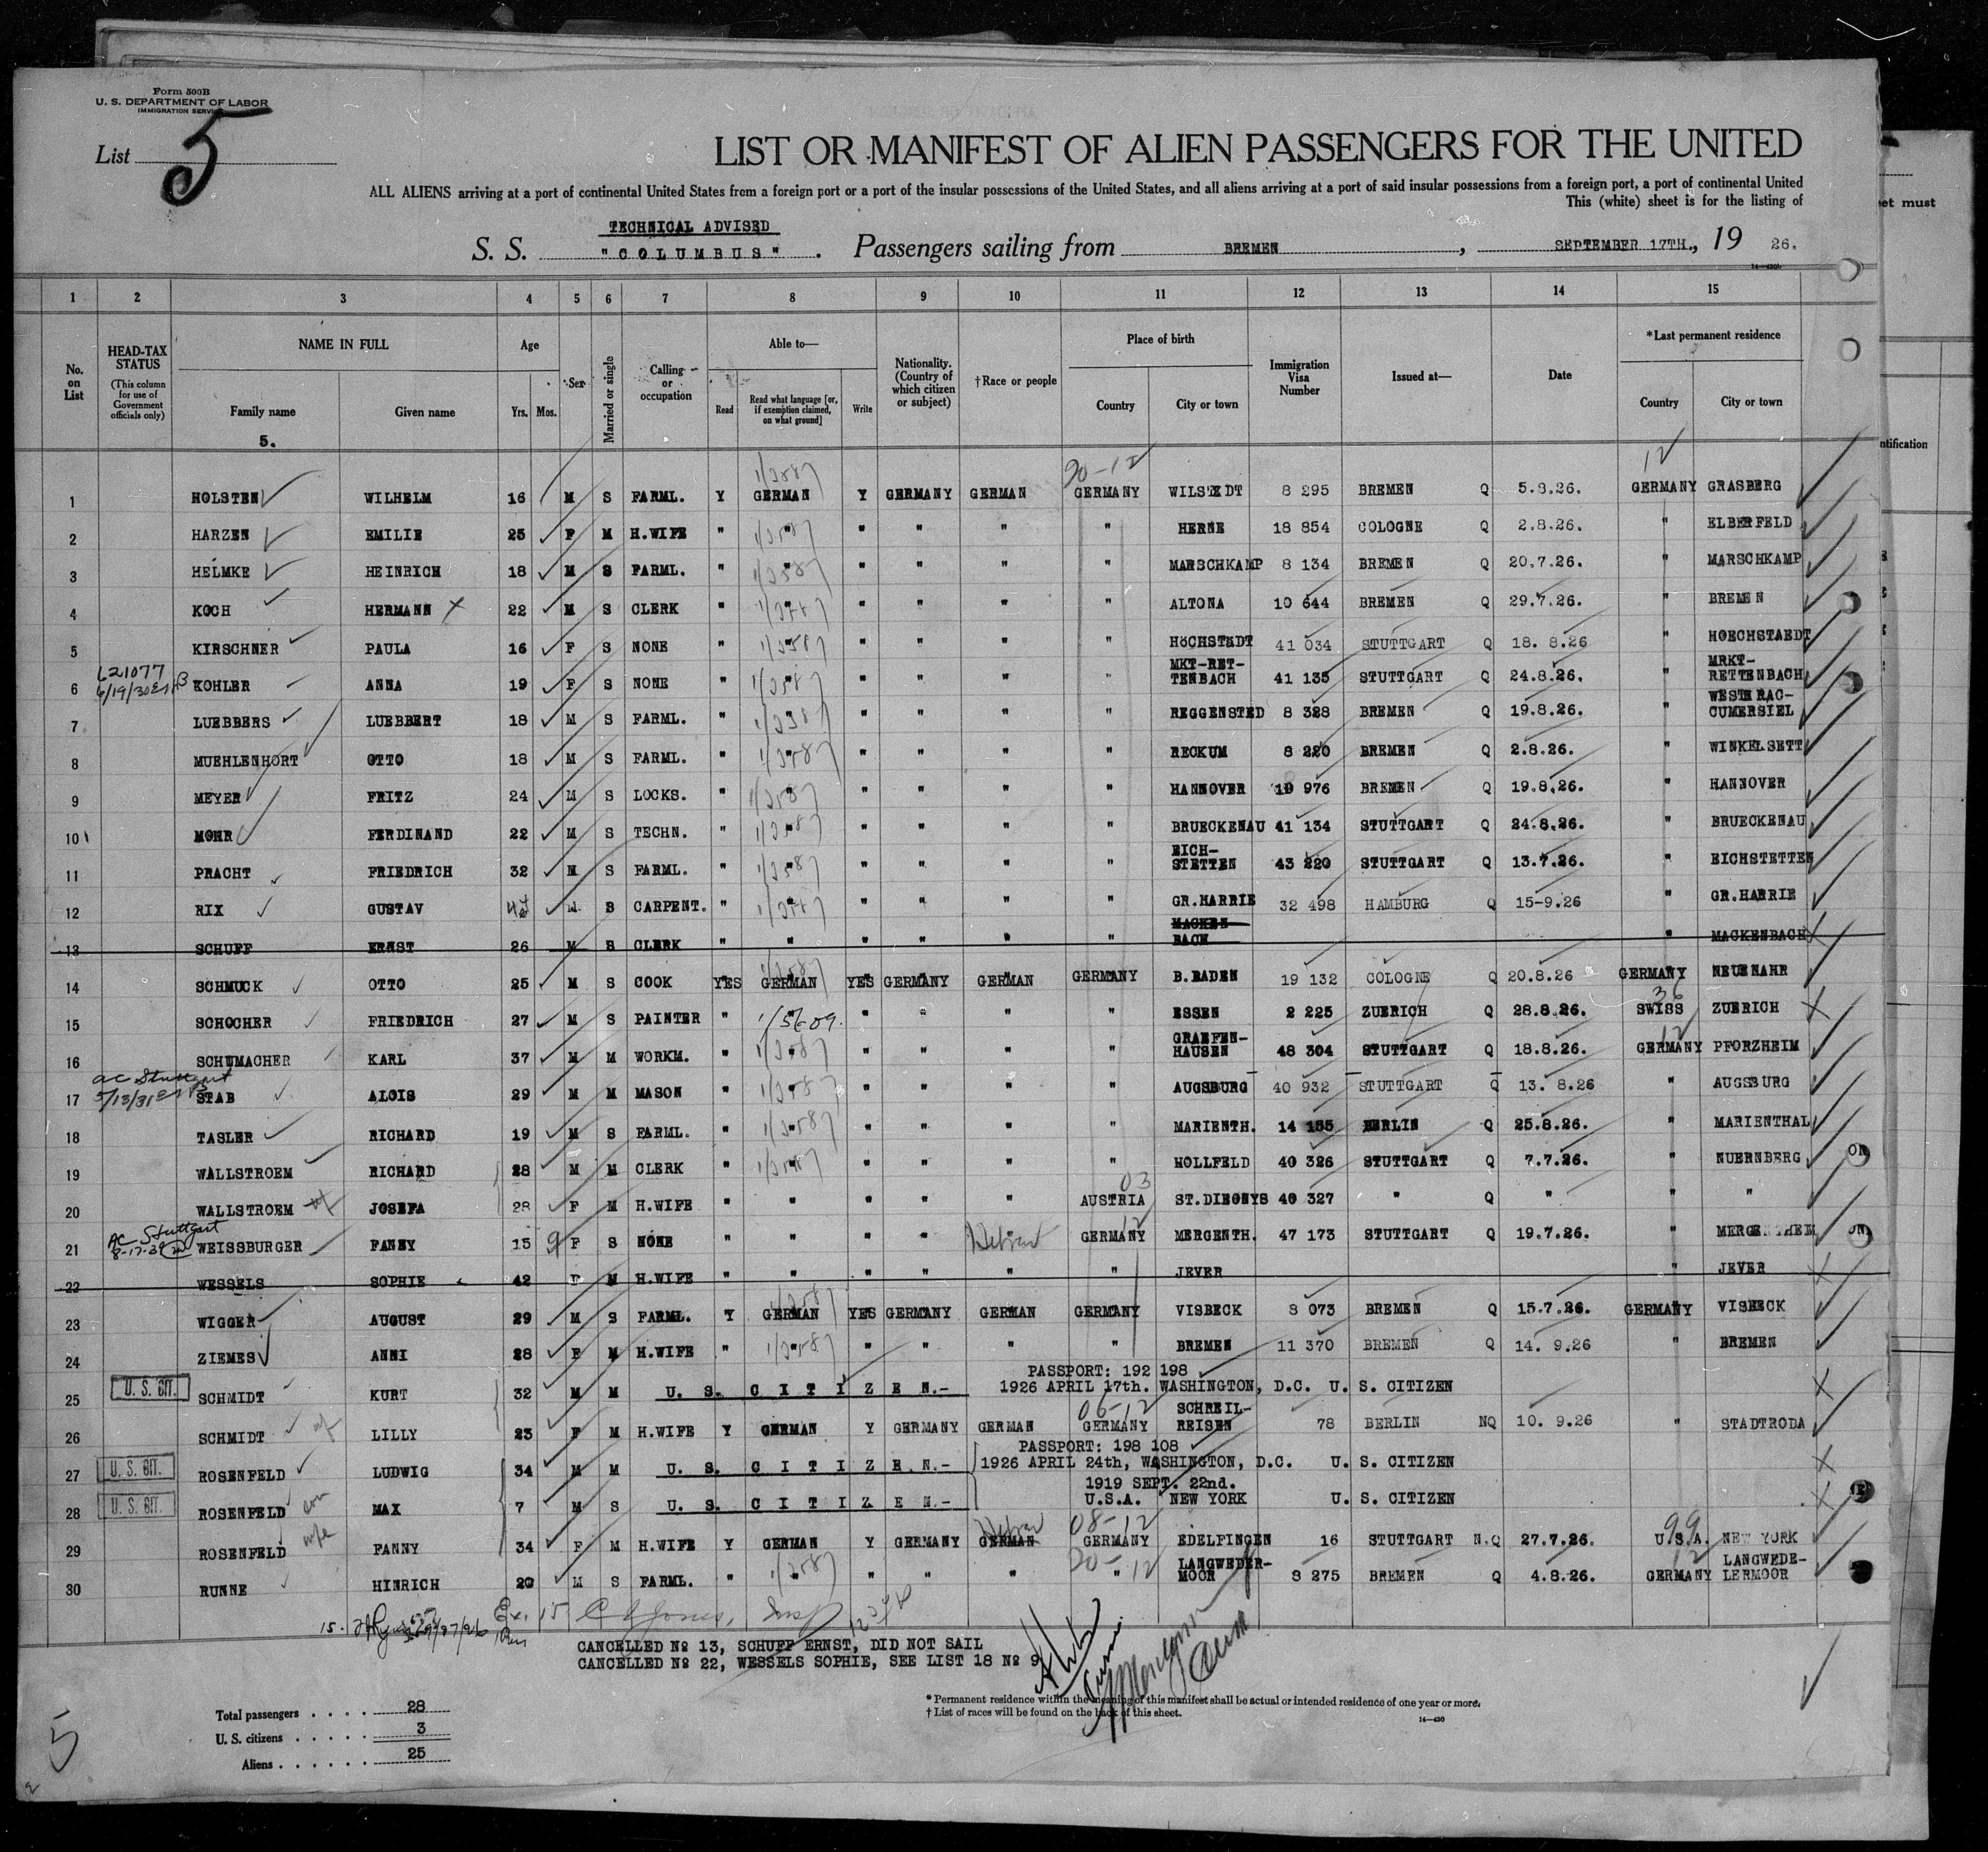 Form 500B
U. S. DEPARTMENT OF LABOR
IMMIGRATION SERVICE
List 5
LIST OR MANIFEST OF ALIEN PASSENGERS FOR THE UNITED
ALL ALIENS arriving at a port of continental United States from a foreign port or a port of the insular possessions of the United States, and all aliens arriving at a port of said insular possessions from a foreign port, a port of continental United
This (white) sheet is for the listing of
et must
TECHNICAL ADVISED
S. S. "COLUMBUS". Passengers sailing from BREMEN, SEPTEMBER 17TH., 19 26.
1 2 3 4 5 6 7 8 9 10 11 12 13 14 15
No. on List
HEAD-TAX STATUS (This column for use of Government officials only)
NAME IN FULL Family name Given name
Age Yrs. Mos.
Sex
Married or single
Calling or occupation
Able to— Read Read what language [or, if exemption claimed, on what ground] Write
Nationality. (Country of which citizen or subject)
†Race or people
Place of birth Country City or town
Immigration Visa Number
Issued at—
Date
*Last permanent residence Country City or town
ntification
5.
90-12 12
1 HOLSTEN WILHELM 16 M S FARML. Y GERMAN Y GERMANY GERMAN GERMANY WILSTEDT 8 295 BREMEN Q 5.8.26. GERMANY GRASBERG
2 HARZEN EMILIE 25 F M H.WIFE " " " " " " HERNE 18 854 COLOGNE Q 2.8.26. " ELBERFELD
3 HELMKE HEINRICH 18 M S FARML. " " " " " " MARSCHKAMP 8 134 BREMEN Q 20.7.26. " MARSCHKAMP
4 KOCH HERMANN X 22 M S CLERK " " " " " " ALTONA 10 644 BREMEN Q 29.7.26. " BREMEN
5 KIRSCHNER PAULA 16 F S NONE " " " " " " HÖCHSTÄDT 41 034 STUTTGART Q 18. 8.26 " HOECHSTAEDT
6 KOHLER ANNA 19 F S NONE " " " " " " MKT-RET-TENBACH 41 135 STUTTGART Q 24.8.26. " MRKT-RETTENBACH
7 LUEBBERS LUEBBERT 18 M S FARML. " " " " " " REGGENSTED 8 328 BREMEN Q 19.8.26. " WESTERAC-CUMERSIEL
8 MUEHLENHORT OTTO 18 M S FARML. " " " " " " RECKUM 8 220 BREMEN Q 2.8.26. " WINKELSETT
9 MEYER FRITZ 24 M S LOCKS. " " " " " " HANNOVER 10 976 BREMEN Q 19.8.26. " HANNOVER
10 MOHR FERDINAND 22 M S TECHN. " " " " " " BRUECKENAU 41 134 STUTTGART Q 24.8.26. " BRUECKENAU
11 PRACHT FRIEDRICH 32 M S FARML. " " " " " " EICH-STETTEN 43 220 STUTTGART Q 13.7.26. " EICHSTETTEN
12 RIX GUSTAV M S CARPENT. " " " " " " GR.HARRIE 32 498 HAMBURG Q 15-9.26 " GR.HARRIE
13 SCHUFF ERNST 26 M S CLERK " " " " " " MACKEN-BACH " MACKENBACH
14 SCHMUCK OTTO 25 M S COOK YES GERMAN YES GERMANY GERMAN GERMANY B.BADEN 19 132 COLOGNE Q 20.8.26 GERMANY NEUENAHR
15 SCHOCHER FRIEDRICH 27 M S PAINTER " " " " " " ESSEN 2 225 ZUERICH Q 28.8.26. SWISS ZUERICH
16 SCHUMACHER KARL 37 M M WORKM. " " " " " " GRAEFEN-HAUSEN 48 304 STUTTGART Q 18.8.26. GERMANY PFORZHEIM
17 STAB ALOIS 29 M M MASON " " " " " " AUGSBURG 40 932 STUTTGART Q 13. 8.26 " AUGSBURG
18 TASLER RICHARD 19 M S FARML. " " " " " " MARIENTH. 14 155 BERLIN Q 25.8.26. " MARIENTHAL
19 WALLSTROEM RICHARD 28 M M CLERK " " " " " " HOLLFELD 40 326 STUTTGART Q 7.7.26. " NUERNBERG
20 WALLSTROEM wf JOSEFA 28 F M H.WIFE " " " " " AUSTRIA ST.DIEONYS 40 327 " Q " " "
AC Stuttgart
21 WEISSBURGER FANNY 15 F S NONE " " " " Hebrew GERMANY MERGENTH. 47 173 STUTTGART Q 19.7.26. " MERGENTHEIM
22 WESSELS SOPHIE 42 F M H.WIFE " " " " " " JEVER " JEVER
23 WIGGER AUGUST 29 M S FARML. Y GERMAN YES GERMANY GERMAN GERMANY VISBECK 8 073 BREMEN Q 15.7.26. GERMANY VISBECK
24 ZIEMES ANNI 28 F M H.WIFE " " " " " " BREMEN 11 370 BREMEN Q 14. 9.26 " BREMEN
PASSPORT: 192 198
25 U. S. CIT. SCHMIDT KURT 32 M M U. S. CITIZEN.- 1926 APRIL 17th. WASHINGTON, D.C. U. S. CITIZEN
26 SCHMIDT wf LILLY 23 F M H.WIFE Y GERMAN Y GERMANY GERMAN GERMANY SCHREIL-REISEN 78 BERLIN NQ 10. 9.26 " STADTRODA
PASSPORT: 198 108
27 U. S. CIT. ROSENFELD LUDWIG 34 M M U. S. CITIZEN.- 1926 APRIL 24th, WASHINGTON, D.C. U. S. CITIZEN
1919 SEPT. 22nd.
28 U. S. CIT. ROSENFELD son MAX 7 M S U. S. CITIZEN.- U.S.A. NEW YORK U. S. CITIZEN
29 ROSENFELD wife FANNY 34 F M H.WIFE Y GERMAN Y GERMANY GERMAN Hebrew GERMANY EDELFINGEN 16 STUTTGART N.Q 27.7.26. U.S.A. NEW YORK
30 RUNNE HINRICH 20 M S FARML. " " " " " " LANGWEDER-MOOR 8 275 BREMEN Q 4.8.26. GERMANY LANGWEDE-LERMOOR
CANCELLED No 13, SCHUFF ERNST, DID NOT SAIL
CANCELLED No 22, WESSELS SOPHIE, SEE LIST 18 No 9
* Permanent residence within the meaning of this manifest shall be actual or intended residence of one year or more.
† List of races will be found on the back of this sheet.
14—430
Total passengers . . . . 28
U. S. citizens . . . . . 3
Aliens . . . . . . 25
5